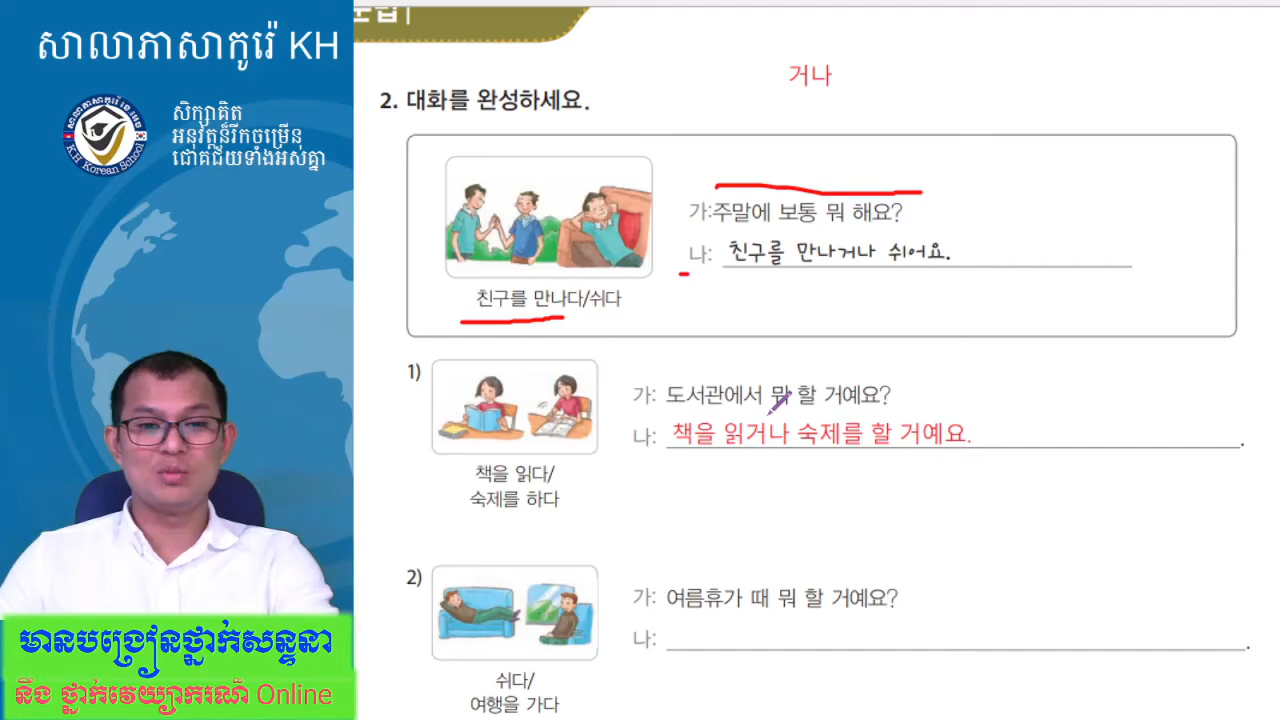 សាលាភាសាកូរ៉េ KH
សិក្សាគិត
អនុវត្តន៍រីកចម្រើន
ជោគជ័យទាំងអស់គ្នា
K.H Korean School
មានបង្រៀនថ្នាក់សន្ទនា
និង ថ្នាក់វេយ្យាករណ៍ Online
거나
2. 대화를 완성하세요.
가:주말에 보통 뭐 해요?
나: 친구를 만나거나 쉬어요.
친구를 만나다/쉬다
1)
가: 도서관에서 뭐 할 거예요?
나: 책을 읽거나 숙제를 할 거예요.
책을 읽다/
숙제를 하다
2)
가: 여름휴가 때 뭐 할 거예요?
나:
쉬다/
여행을 가다